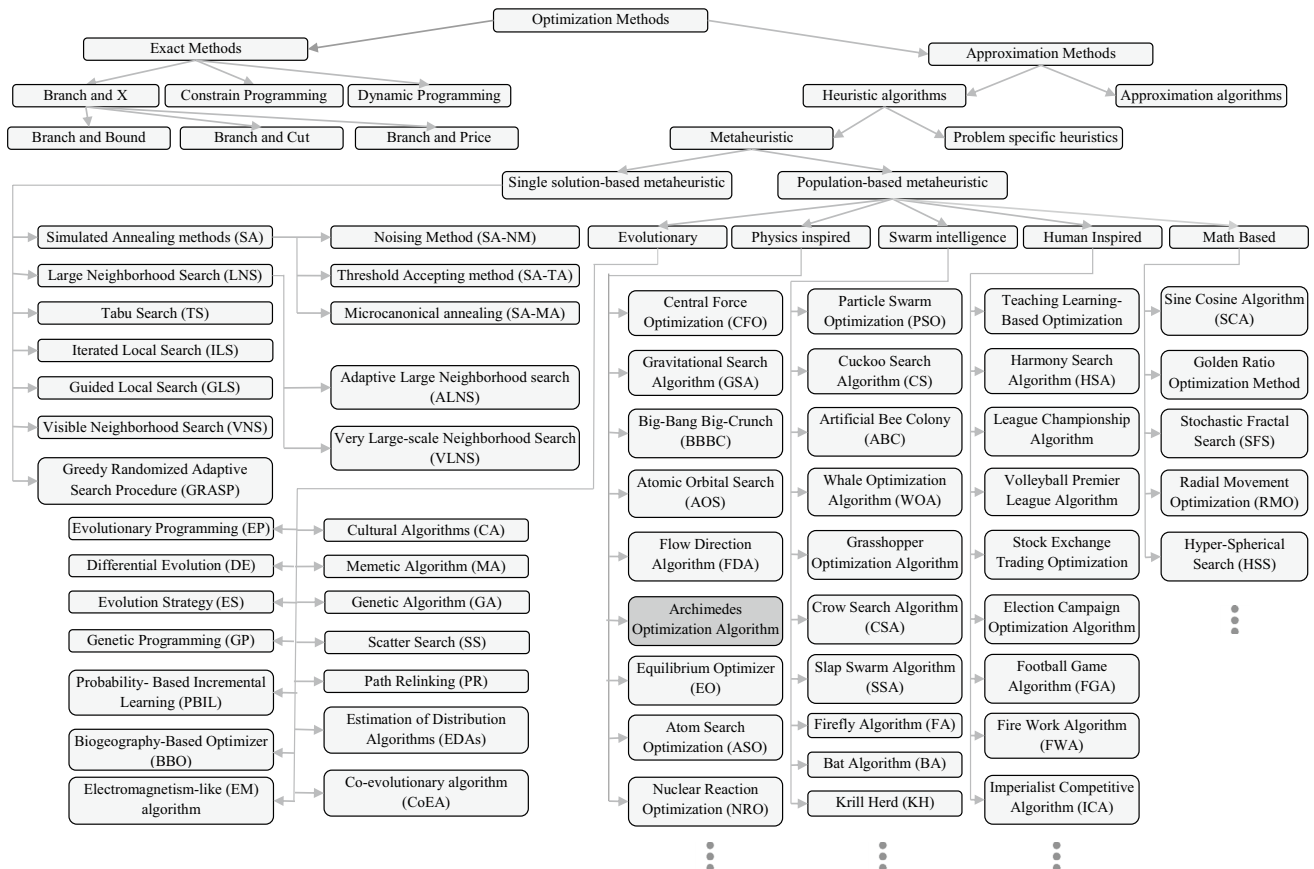 Optimization Methods
Exact Methods
Approximation Methods
Branch and X
Constrain Programming
Dynamic Programming
Heuristic algorithms
Approximation algorithms
Branch and Bound
Branch and Cut
Branch and Price
Metaheuristic
Problem specific heuristics
Single solution-based metaheuristic
Population-based metaheuristic
Simulated Annealing methods (SA)
Large Neighborhood Search (LNS)
Tabu Search (TS)
Iterated Local Search (ILS)
Guided Local Search (GLS)
Visible Neighborhood Search (VNS)
Greedy Randomized Adaptive
Search Procedure (GRASP)
Noising Method (SA-NM)
Threshold Accepting method (SA-TA)
Microcanonical annealing (SA-MA)
Adaptive Large Neighborhood search
(ALNS)
Very Large-scale Neighborhood Search
(VLNS)
Evolutionary
Physics inspired
Swarm intelligence
Human Inspired
Math Based
Evolutionary Programming (EP)
Differential Evolution (DE)
Evolution Strategy (ES)
Genetic Programming (GP)
Probability- Based Incremental
Learning (PBIL)
Biogeography-Based Optimizer
(BBO)
Electromagnetism-like (EM)
algorithm
Cultural Algorithms (CA)
Memetic Algorithm (MA)
Genetic Algorithm (GA)
Scatter Search (SS)
Path Relinking (PR)
Estimation of Distribution
Algorithms (EDAs)
Co-evolutionary algorithm
(CoEA)
Central Force
Optimization (CFO)
Gravitational Search
Algorithm (GSA)
Big-Bang Big-Crunch
(BBBC)
Atomic Orbital Search
(AOS)
Flow Direction
Algorithm (FDA)
Archimedes
Optimization Algorithm
Equilibrium Optimizer
(EO)
Atom Search
Optimization (ASO)
Nuclear Reaction
Optimization (NRO)
Particle Swarm
Optimization (PSO)
Cuckoo Search
Algorithm (CS)
Artificial Bee Colony
(ABC)
Whale Optimization
Algorithm (WOA)
Grasshopper
Optimization Algorithm
Crow Search Algorithm
(CSA)
Slap Swarm Algorithm
(SSA)
Firefly Algorithm (FA)
Bat Algorithm (BA)
Krill Herd (KH)
Teaching Learning-
Based Optimization
Harmony Search
Algorithm (HSA)
League Championship
Algorithm
Volleyball Premier
League Algorithm
Stock Exchange
Trading Optimization
Election Campaign
Optimization Algorithm
Football Game
Algorithm (FGA)
Fire Work Algorithm
(FWA)
Imperialist Competitive
Algorithm (ICA)
Sine Cosine Algorithm
(SCA)
Golden Ratio
Optimization Method
Stochastic Fractal
Search (SFS)
Radial Movement
Optimization (RMO)
Hyper-Spherical
Search (HSS)